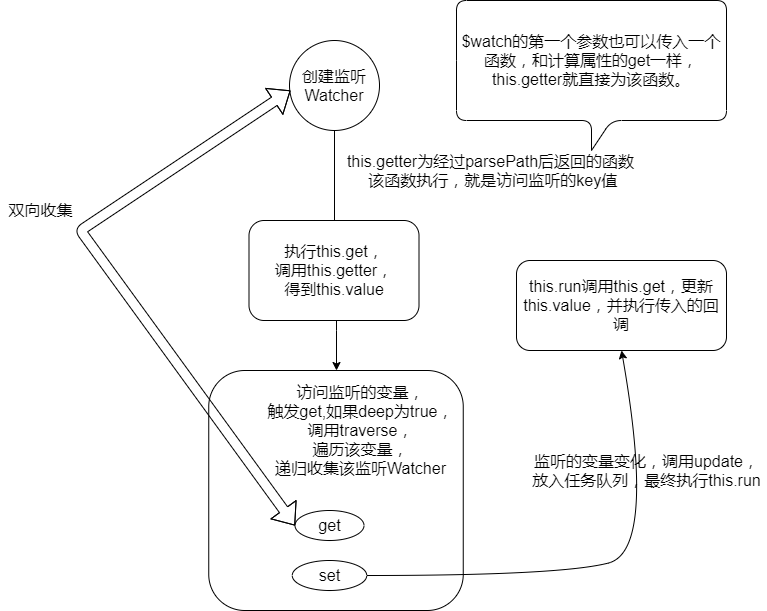 $watch的第一个参数也可以传入一个
函数，和计算属性的get一样，
this.getter就直接为该函数。
创建监听
Watcher
this.getter为经过parsePath后返回的函数
该函数执行，就是访问监听的key值
双向收集
执行this.get，
调用this.getter，
得到this.value
this.run调用this.get，更新
this.value，并执行传入的回
调
访问监听的变量，
触发get,如果deep为true，
调用traverse，
遍历该变量，
递归收集该监听Watcher
监听的变量变化，调用update，
放入任务队列，最终执行this.run
get
set